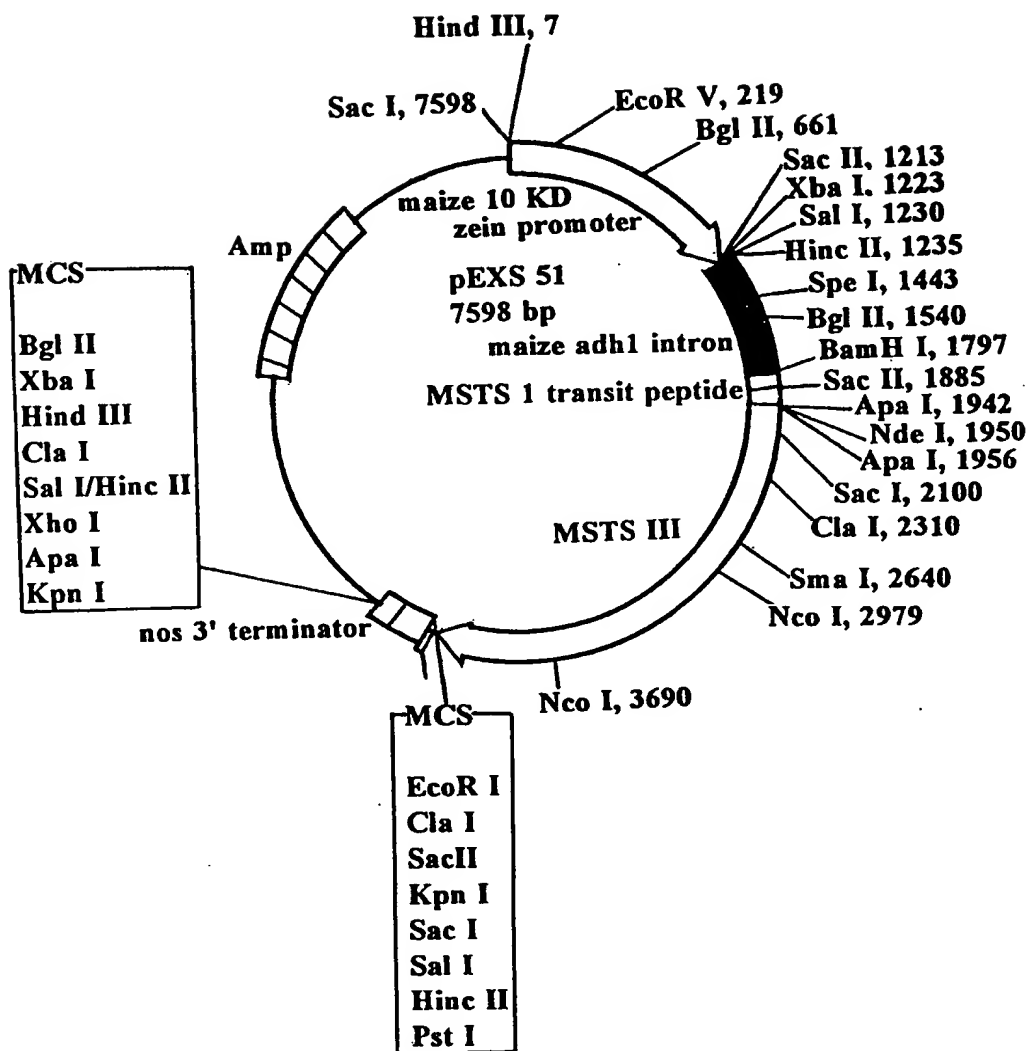 Hind III, 7
Sac I, 7598
EcoR V, 219
Bgl II, 661
Sac II, 1213
Xba I. 1223
Sal I, 1230
Hinc II, 1235
Spe I, 1443
Bgl II, 1540
BamH I, 1797
Sac II, 1885
Apa I, 1942
Nde I, 1950
Apa I, 1956
Sac I, 2100
Cla I, 2310
Sma I, 2640
Nco I, 2979
Nco I, 3690
maize 10 KD
zein promoter
pEXS 51
7598 bp
maize adh1 intron
MSTS 1 transit peptide
MSTS III
Amp
nos 3' terminator
MCS
Bgl II
Xba I
Hind III
Cla I
Sal I/Hinc II
Xho I
Apa I
Kpn I
MCS
EcoR I
Cla I
SacII
Kpn I
Sac I
Sal I
Hinc II
Pst I